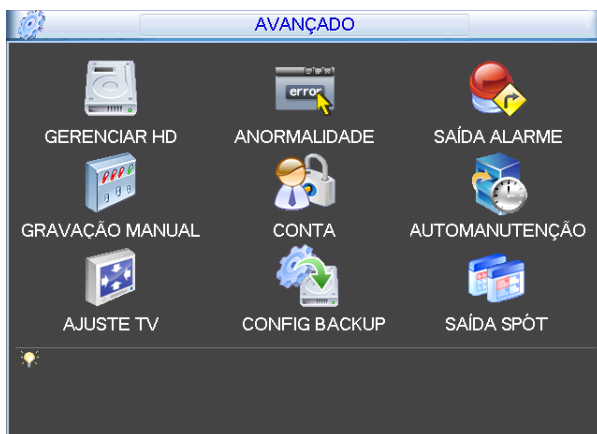 AVANÇADO
error
GERENCIAR HD
ANORMALIDADE
SAÍDA ALARME
GRAVAÇÃO MANUAL
CONTA
AUTOMANUTENÇÃO
AJUSTE TV
CONFIG BACKUP
SAÍDA SPÓT